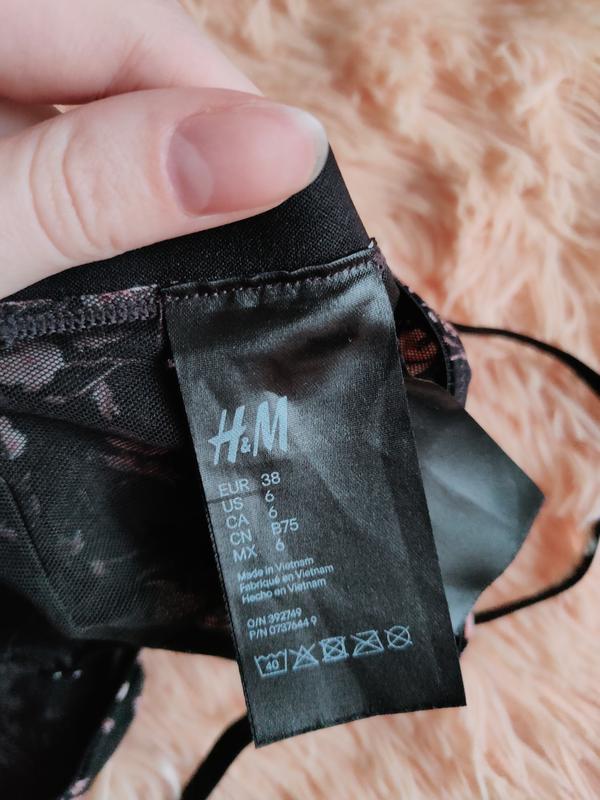 H&M
EUR 38
US 6
CA 6
CN B75
MX 6
Made in Vietnam
Fabriqué en Vietnam
Hecho en Vietnam
O/N 392749
P/N 0737644 9
40